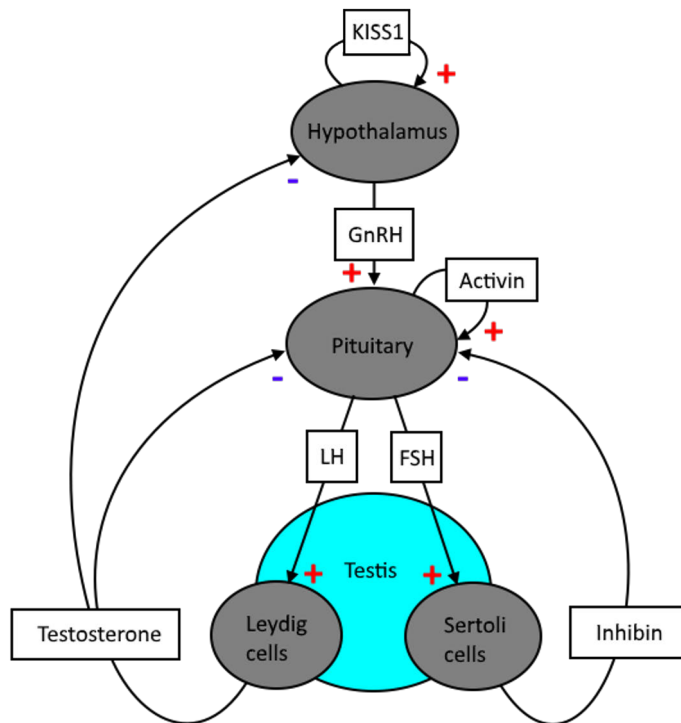 KISS1
+
Hypothalamus
-
GnRH
+
Activin
+
Pituitary
-
-
LH
FSH
+
Testis
+
Testosterone
Leydig
cells
Sertoli
cells
Inhibin